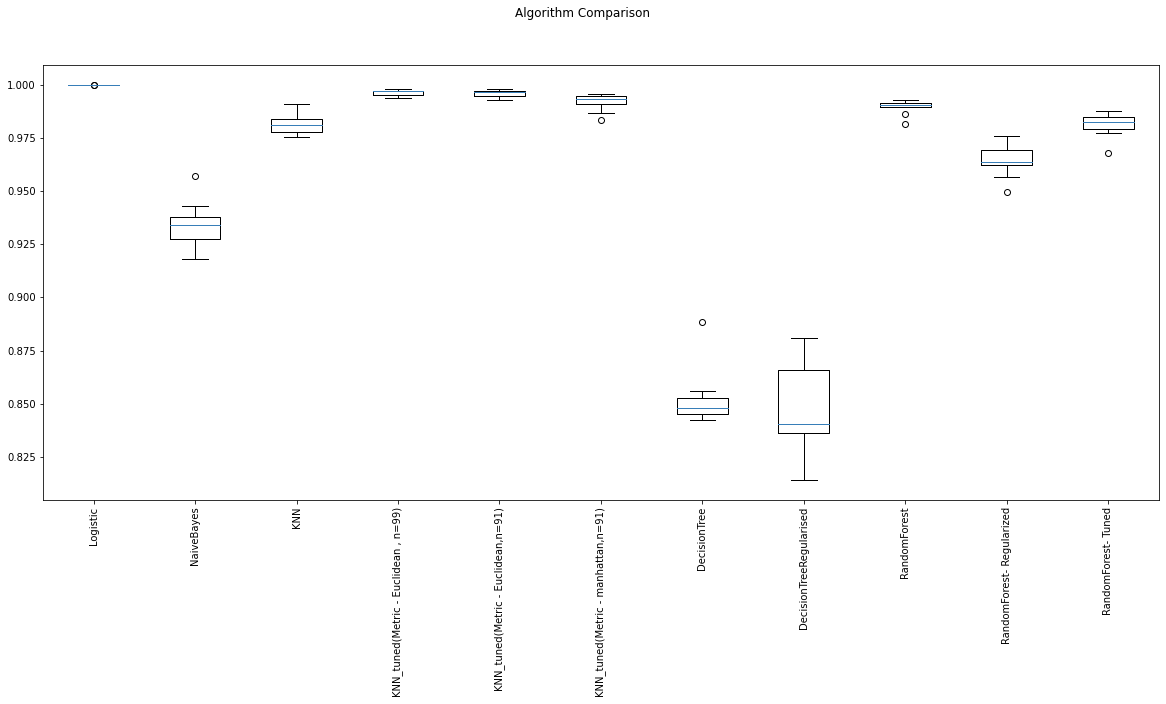 Algorithm Comparison
1.000
0.975
0.950
0.925
0.900
0.875
0.850
0.825
Logistic
NaiveBayes
KNN
KNN_tuned(Metric - Euclidean , n=99)
KNN_tuned(Metric - Euclidean,n=91)
KNN_tuned(Metric - manhattan,n=91)
DecisionTree
DecisionTreeRegularised
RandomForest
RandomForest- Regularized
RandomForest- Tuned